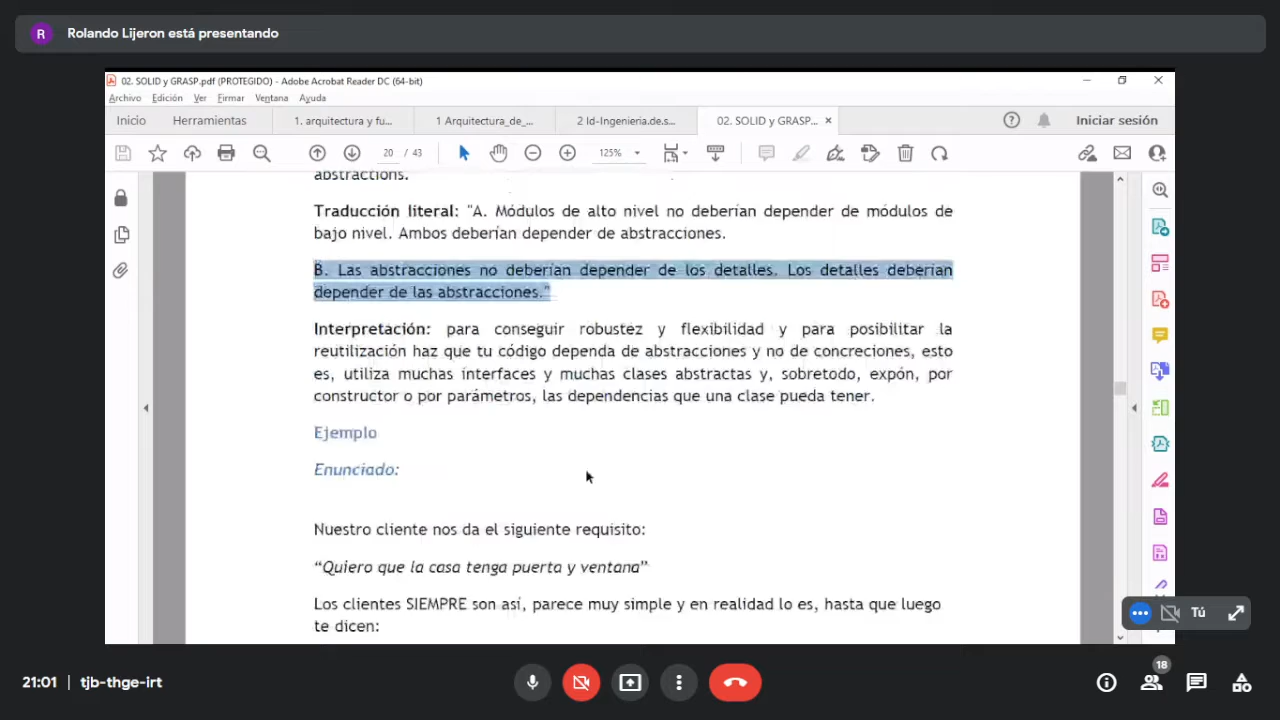 R Rolando Lijeron está presentando
02. SOLID y GRASP.pdf (PROTEGIDO) - Adobe Acrobat Reader DC (64-bit)
Archivo Edición Ver Firmar Ventana Ayuda
Inicio Herramientas 1. arquitectura y fu... 1 Arquitectura_de_... 2 Id-Ingenieria.de.s... 02. SOLID y GRASP... × Iniciar sesión
20 / 43 125%
abstractions.
Traducción literal: "A. Módulos de alto nivel no deberían depender de módulos de
bajo nivel. Ambos deberían depender de abstracciones.
B. Las abstracciones no deberían depender de los detalles. Los detalles deberían
depender de las abstracciones."
Interpretación: para conseguir robustez y flexibilidad y para posibilitar la
reutilización haz que tu código dependa de abstracciones y no de concreciones, esto
es, utiliza muchas interfaces y muchas clases abstractas y, sobretodo, expón, por
constructor o por parámetros, las dependencias que una clase pueda tener.
Ejemplo
Enunciado:
Nuestro cliente nos da el siguiente requisito:
“Quiero que la casa tenga puerta y ventana”
Los clientes SIEMPRE son así, parece muy simple y en realidad lo es, hasta que luego
te dicen:
Tú
21:01 | tjb-thge-irt
18